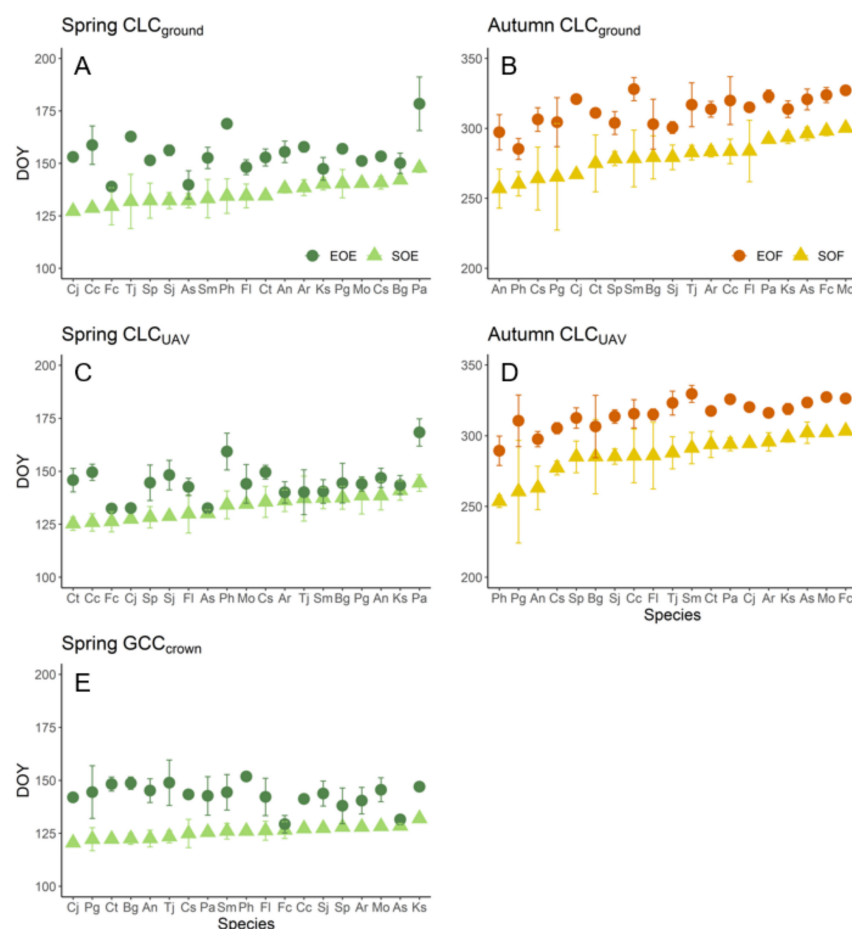 Spring CLCground
A
DOY
200
175
150
125
100
EOE SOE
Cj Cc Fc Tj Sp Sj As Sm Ph Fl Ct An Ar Ks Pg Mo Cs Bg Pa
Autumn CLCground
B
350
300
250
200
EOF SOF
An Ph Cs Pg Cj Ct Sp Sm Bg Sj Tj Ar Cc Fl Pa Ks As Fc Mo
Spring CLCUAV
C
DOY
200
175
150
125
100
Ct Cc Fc Cj Sp Sj Fl As Ph Mo Cs Ar Tj Sm Bg Pg An Ks Pa
Autumn CLCUAV
D
350
300
250
200
Ph Pg An Cs Sp Bg Sj Cc Fl Tj Sm Ct Pa Cj Ar Ks As Mo Fc
Species
Spring GCCcrown
E
DOY
200
175
150
125
100
Cj Pg Ct Bg An Tj Cs Pa Sm Ph Fl Fc Cc Sj Sp Ar Mo As Ks
Species